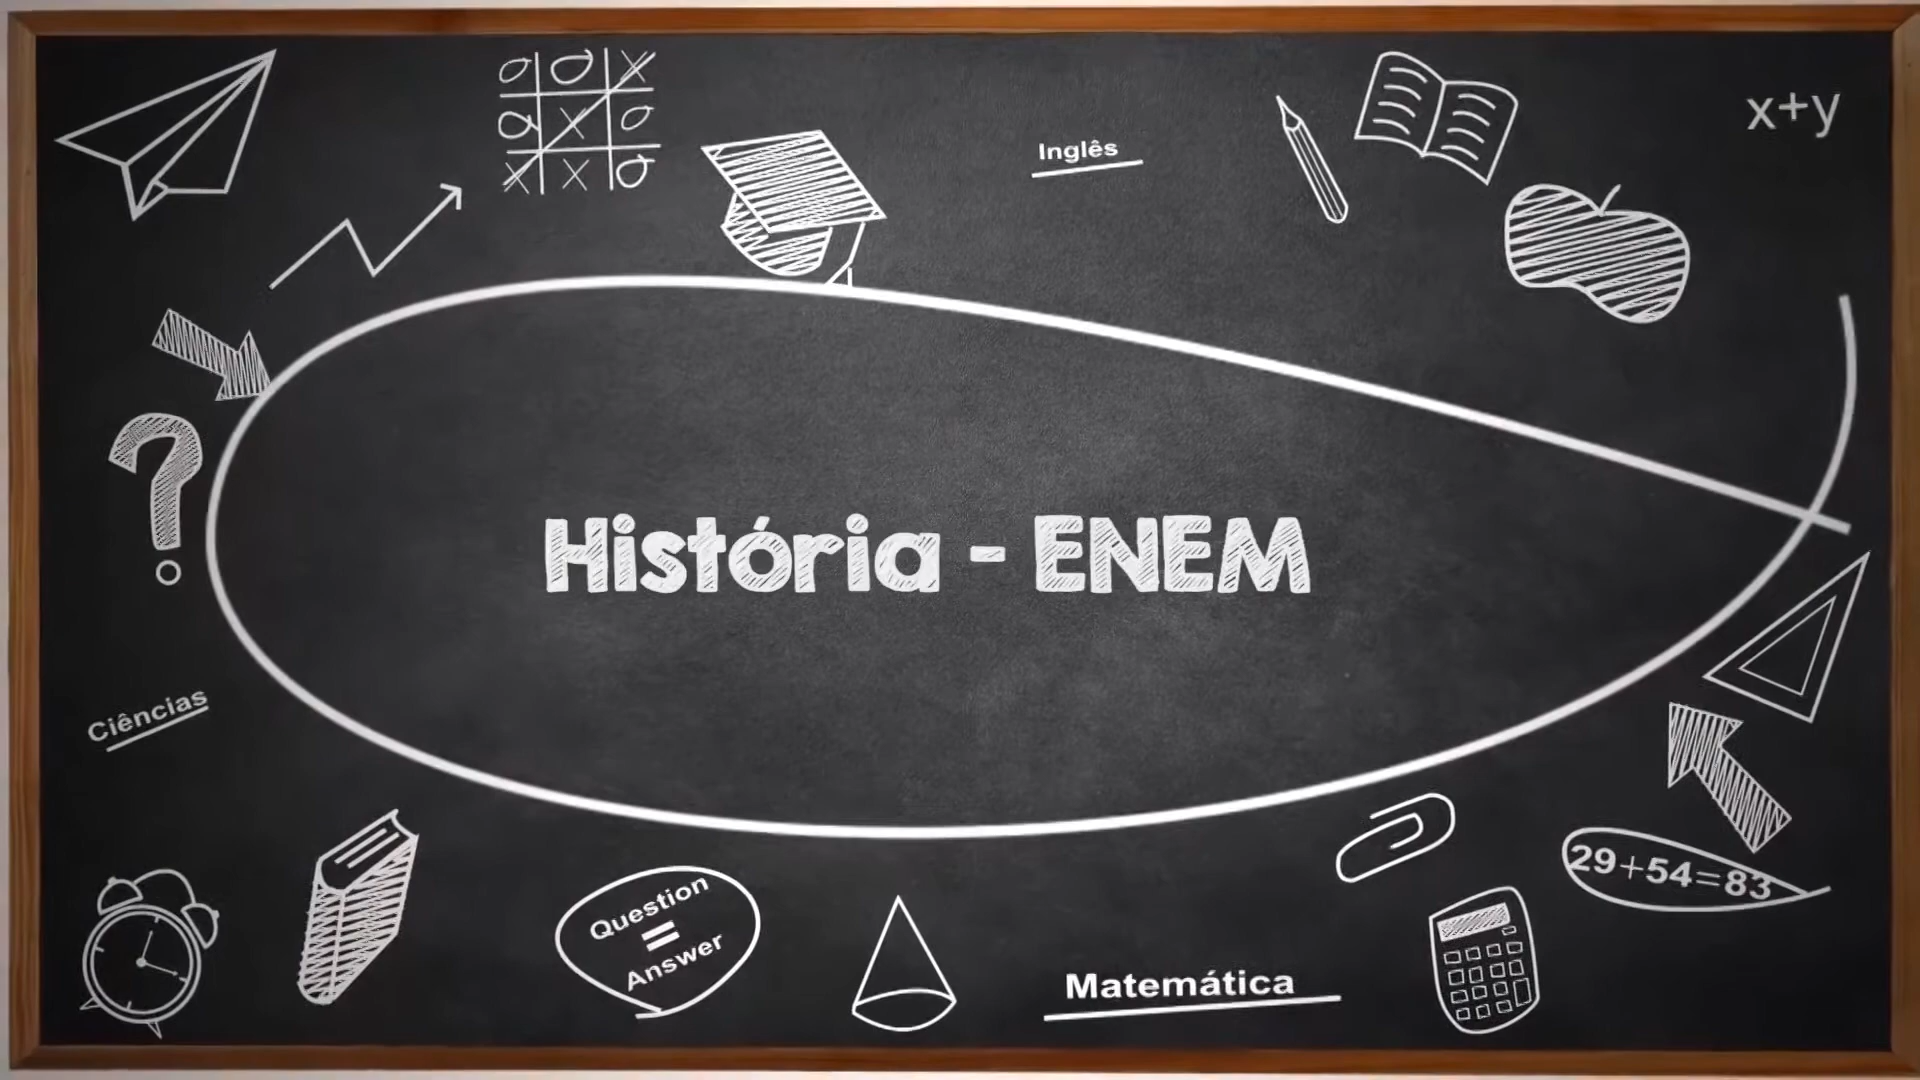 Inglês
x+y
História - ENEM
Ciências
29+54=83
Question
=
Answer
Matemática